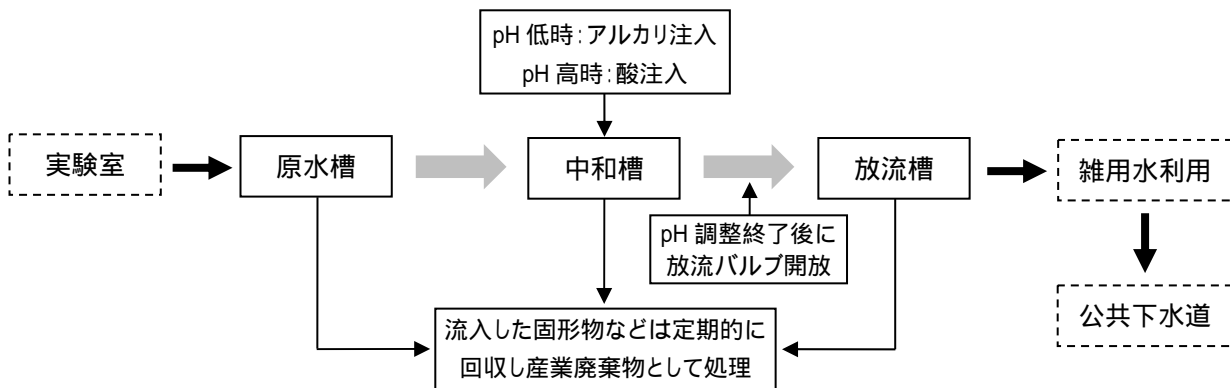 pH 低時：アルカリ注入
pH 高時：酸注入
実験室
原水槽
中和槽
放流槽
雑用水利用
pH 調整終了後に
放流バルブ開放
公共下水道
流入した固形物などは定期的に
回収し産業廃棄物として処理